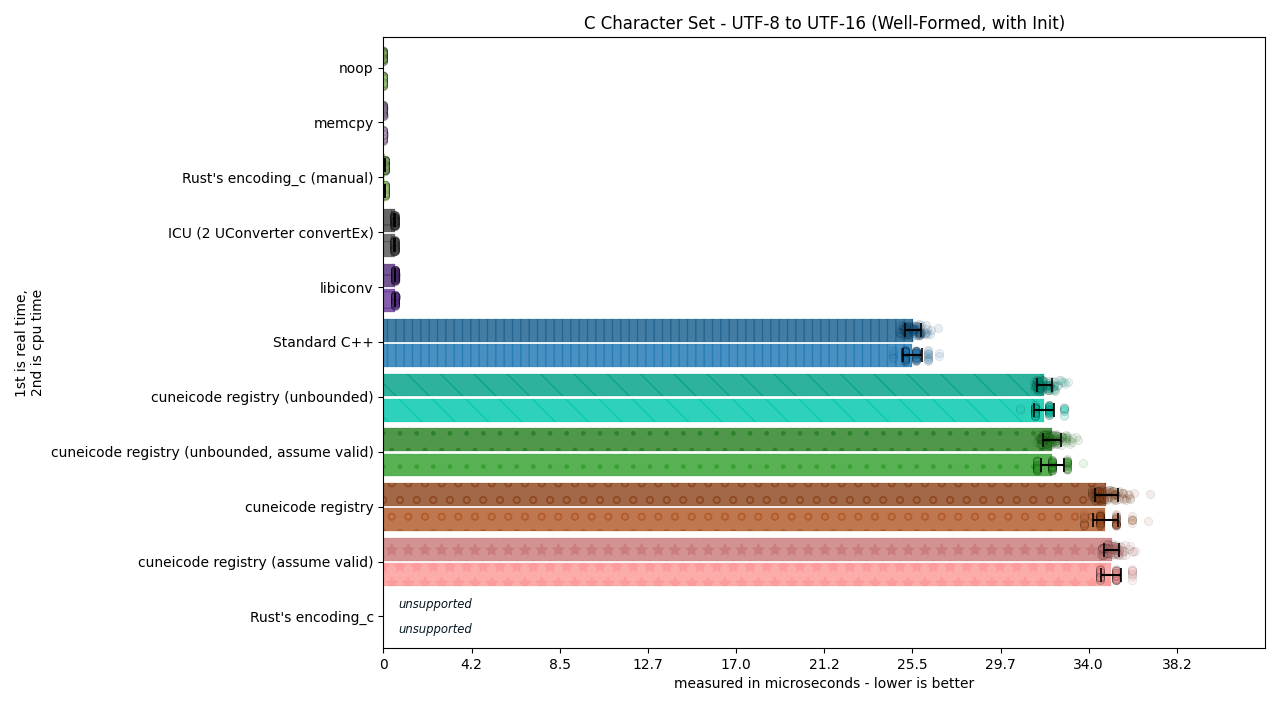 C Character Set - UTF-8 to UTF-16 (Well-Formed, with Init)
1st is real time,
2nd is cpu time
noop
memcpy
Rust's encoding_c (manual)
ICU (2 UConverter convertEx)
libiconv
Standard C++
cuneicode registry (unbounded)
cuneicode registry (unbounded, assume valid)
cuneicode registry
cuneicode registry (assume valid)
Rust's encoding_c
unsupported
unsupported
0 4.2 8.5 12.7 17.0 21.2 25.5 29.7 34.0 38.2
measured in microseconds - lower is better